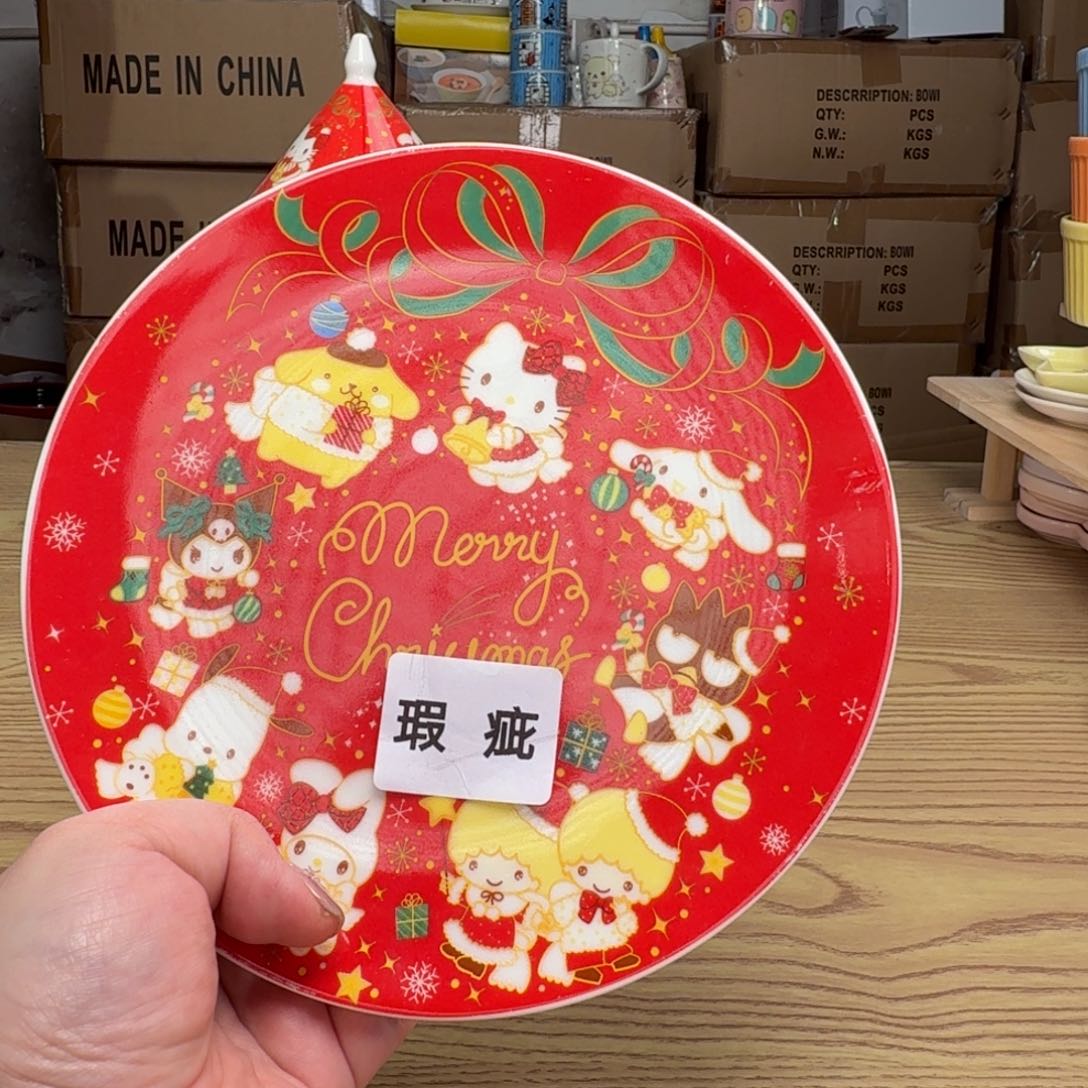 MADE IN CHINA
DESCRRIPTION: BOWI
QTY: PCS
G.W.: KGS
N.W.: KGS
MADE
DESCRRIPTION: BOWI
QTY: PCS
G.W.: KGS
KGS
BOWI
Merry
Christmas
瑕 疵